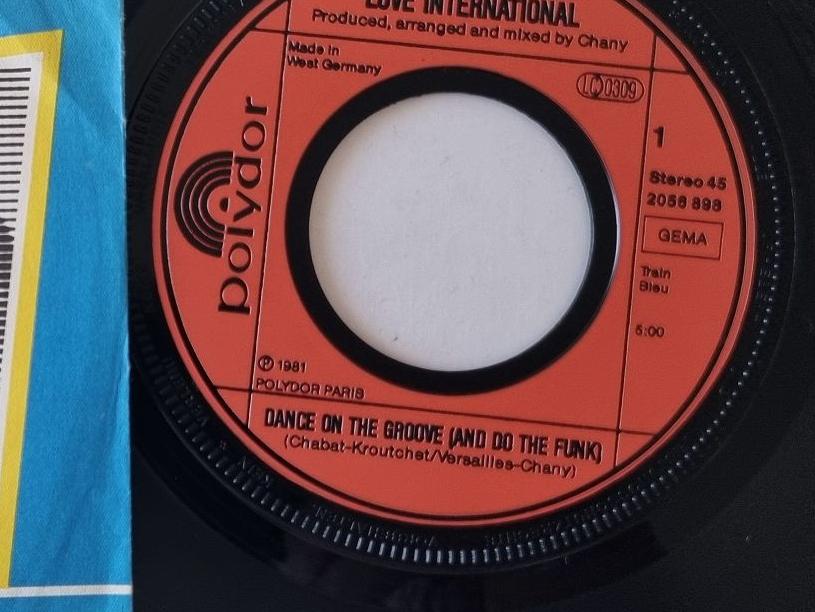 LOVE INTERNATIONAL
Produced, arranged and mixed by Chany
Made in
West Germany
LC 0309
polydor
1
Stereo 45
2056 898
GEMA
Train
Bleu
5:00
℗ 1981
POLYDOR PARIS
DANCE ON THE GROOVE (AND DO THE FUNK)
(Chabat-Kroutchet/Versailles-Chany)